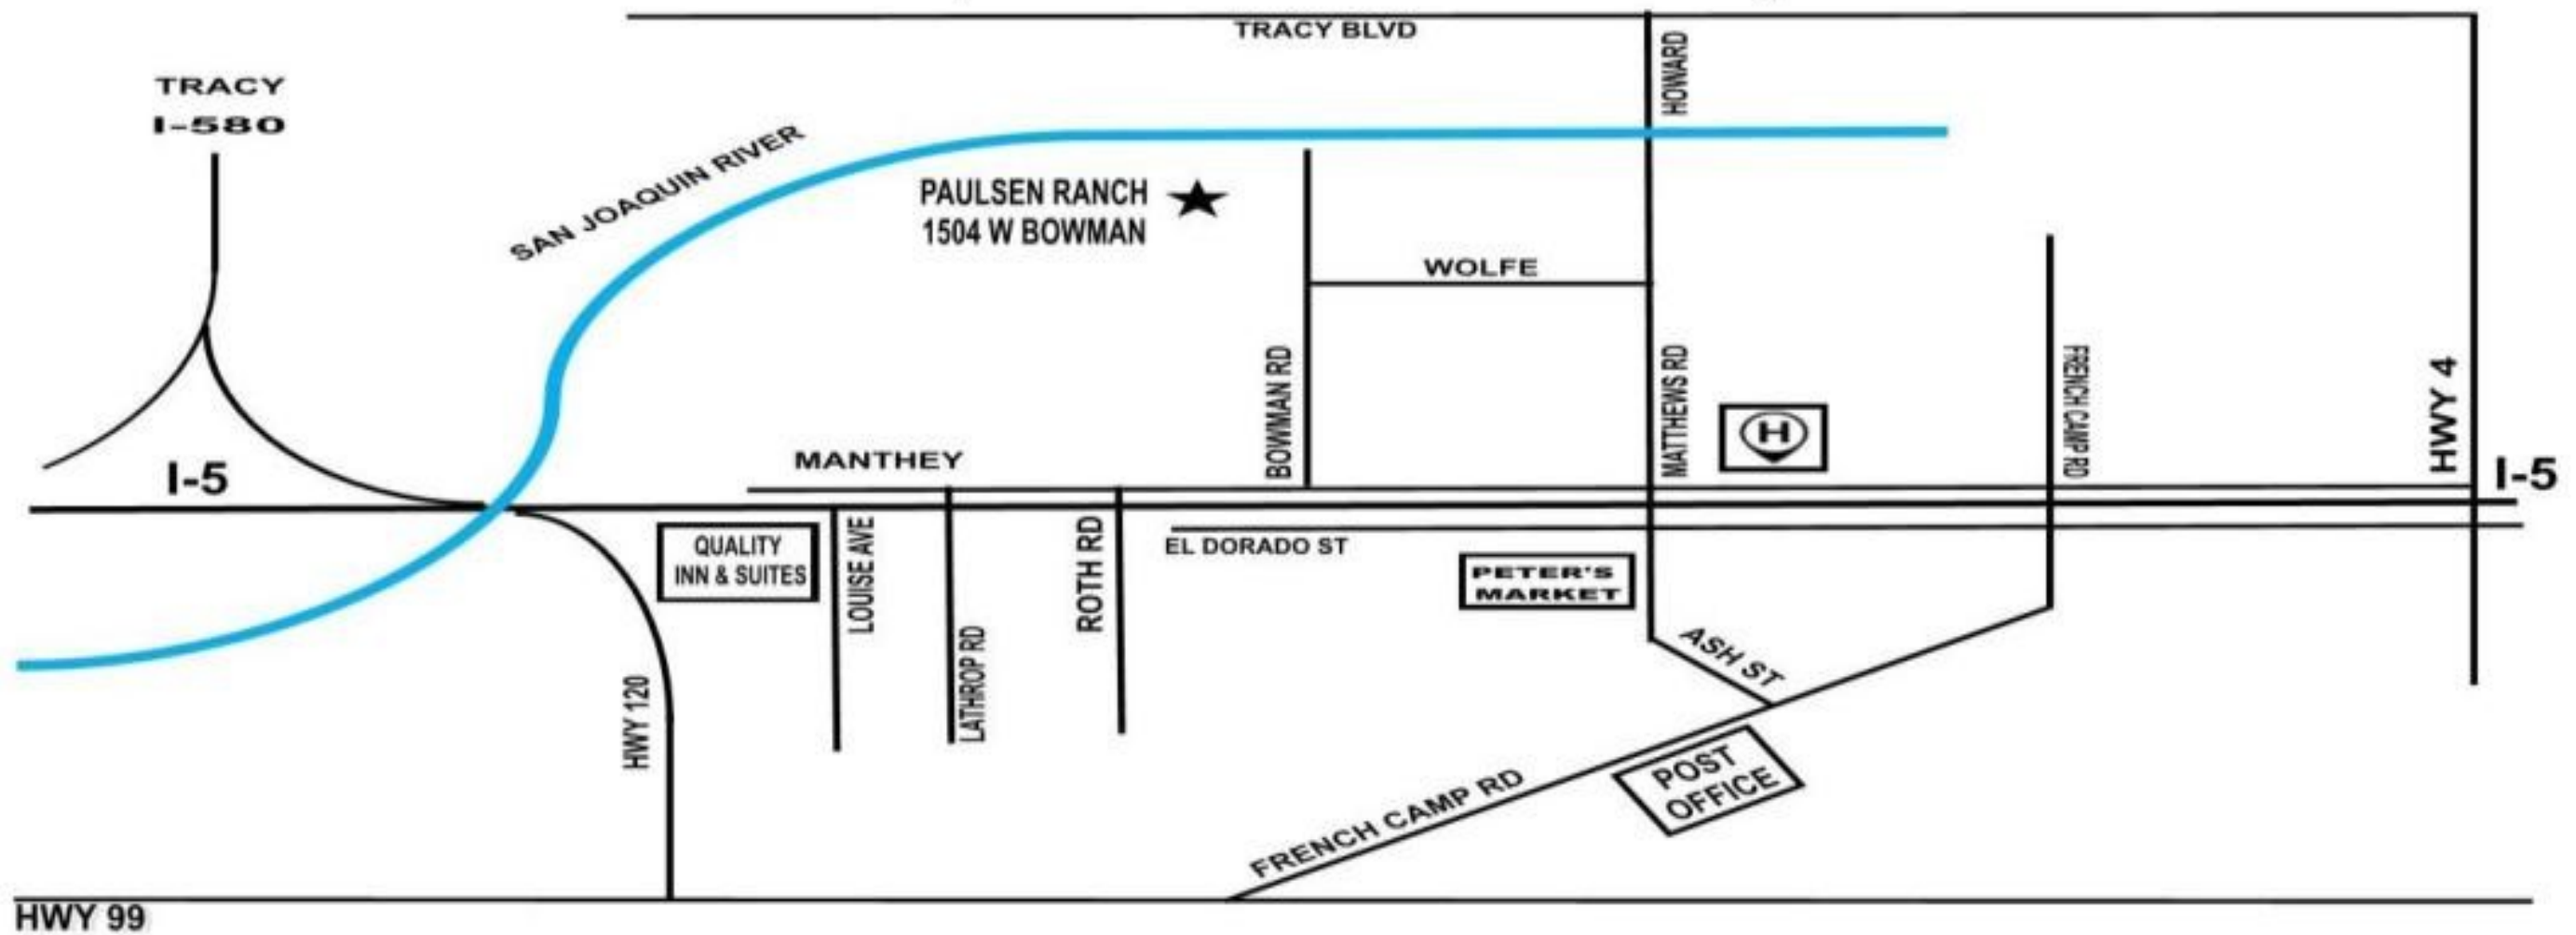 TRACY BLVD
HOWARD
TRACY
I-580
SAN JOAQUIN RIVER
PAULSEN RANCH
1504 W BOWMAN
WOLFE
BOWMAN RD
MATTHEWS RD
H
FRENCH CAMP RD
HWY 4
MANTHEY
I-5
I-5
QUALITY
INN & SUITES
LOUISE AVE
LATHROP RD
ROTH RD
EL DORADO ST
PETER'S
MARKET
ASH ST
HWY 120
FRENCH CAMP RD
POST
OFFICE
HWY 99